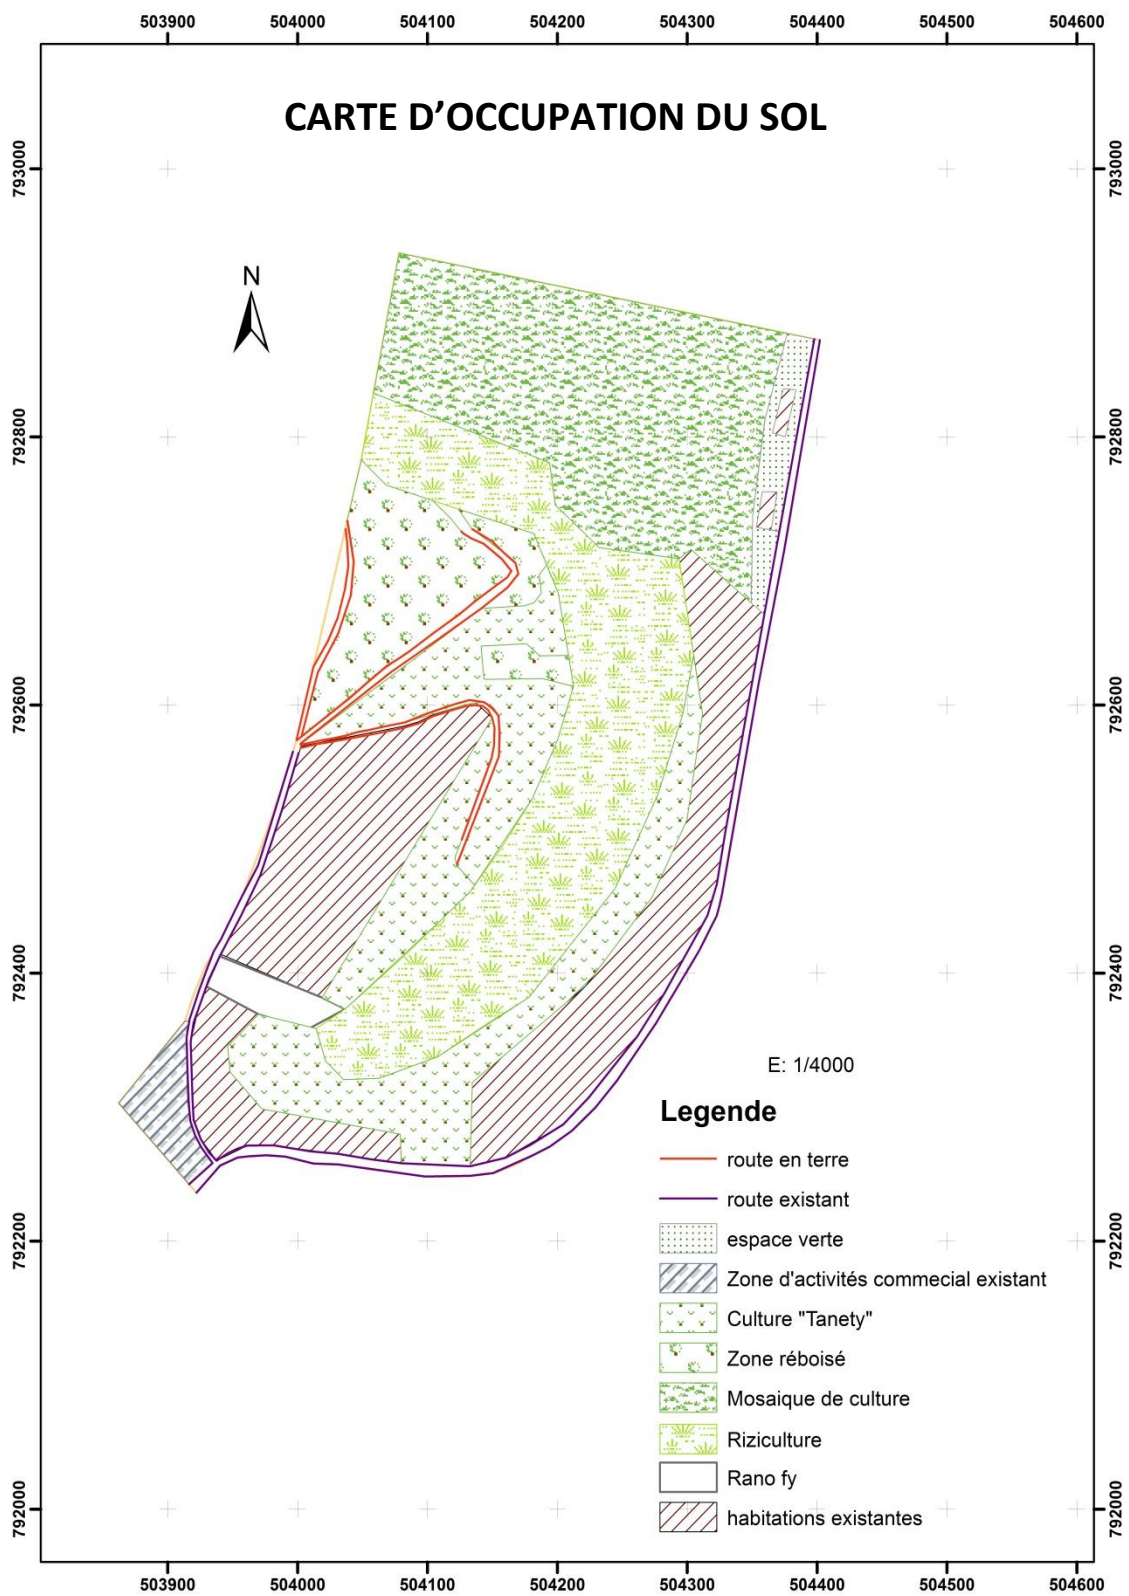 503900 504000 504100 504200 504300 504400 504500 504600
CARTE D’OCCUPATION DU SOL
793000 793000
N
792800 792800
792600 792600
792400 792400
E: 1/4000
Legende
route en terre
route existant
792200 792200
espace verte
Zone d'activités commecial existant
Culture "Tanety"
Zone réboisé
Mosaique de culture
Riziculture
Rano fy
792000 792000
habitations existantes
503900 504000 504100 504200 504300 504400 504500 504600